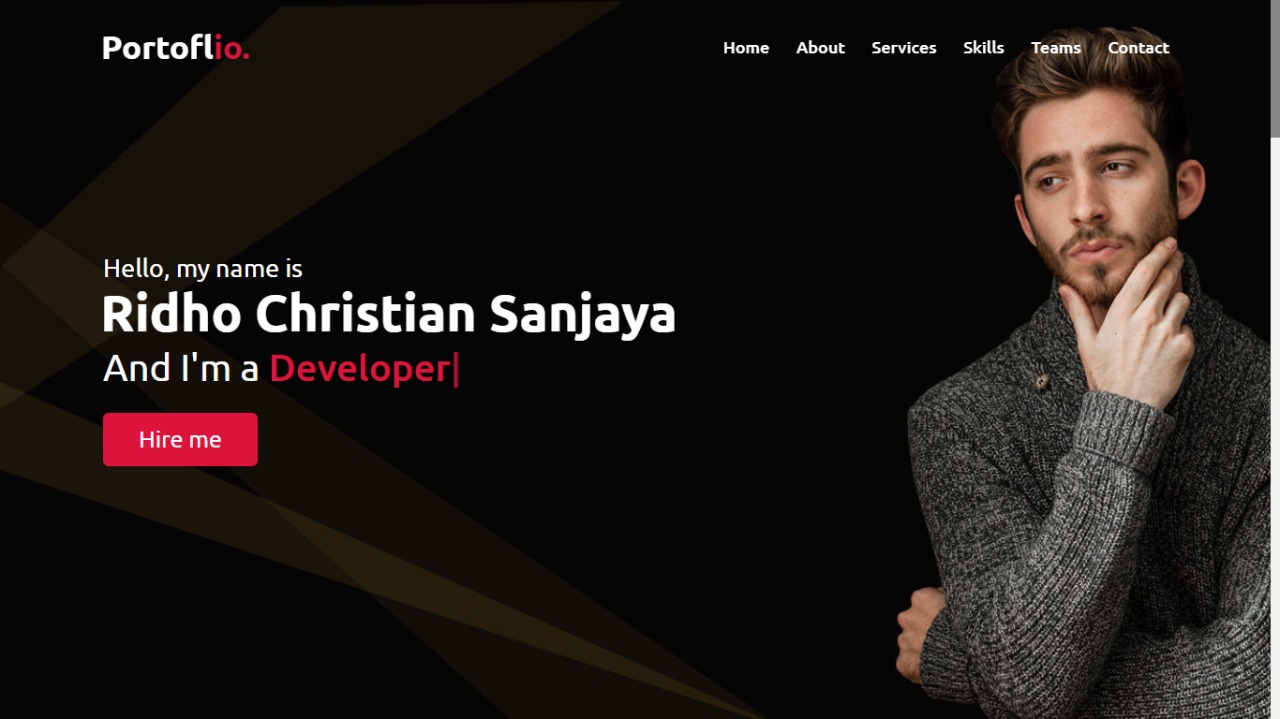 Portoflio.
Home About Services Skills Teams Contact
Hello, my name is
Ridho Christian Sanjaya
And I'm a Developer|
Hire me